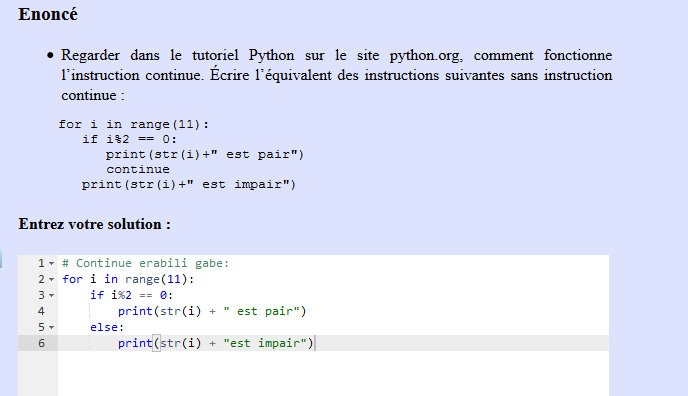 Enoncé
• Regarder dans le tutoriel Python sur le site python.org, comment fonctionne
l'instruction continue. Écrire l'équivalent des instructions suivantes sans instruction
continue :
for i in range(11):
   if i%2 == 0:
      print(str(i)+" est pair")
      continue
   print(str(i)+" est impair")
Entrez votre solution :
1 # Continue erabili gabe:
2 for i in range(11):
3     if i%2 == 0:
4         print(str(i) + " est pair")
5     else:
6         print(str(i) + "est impair")